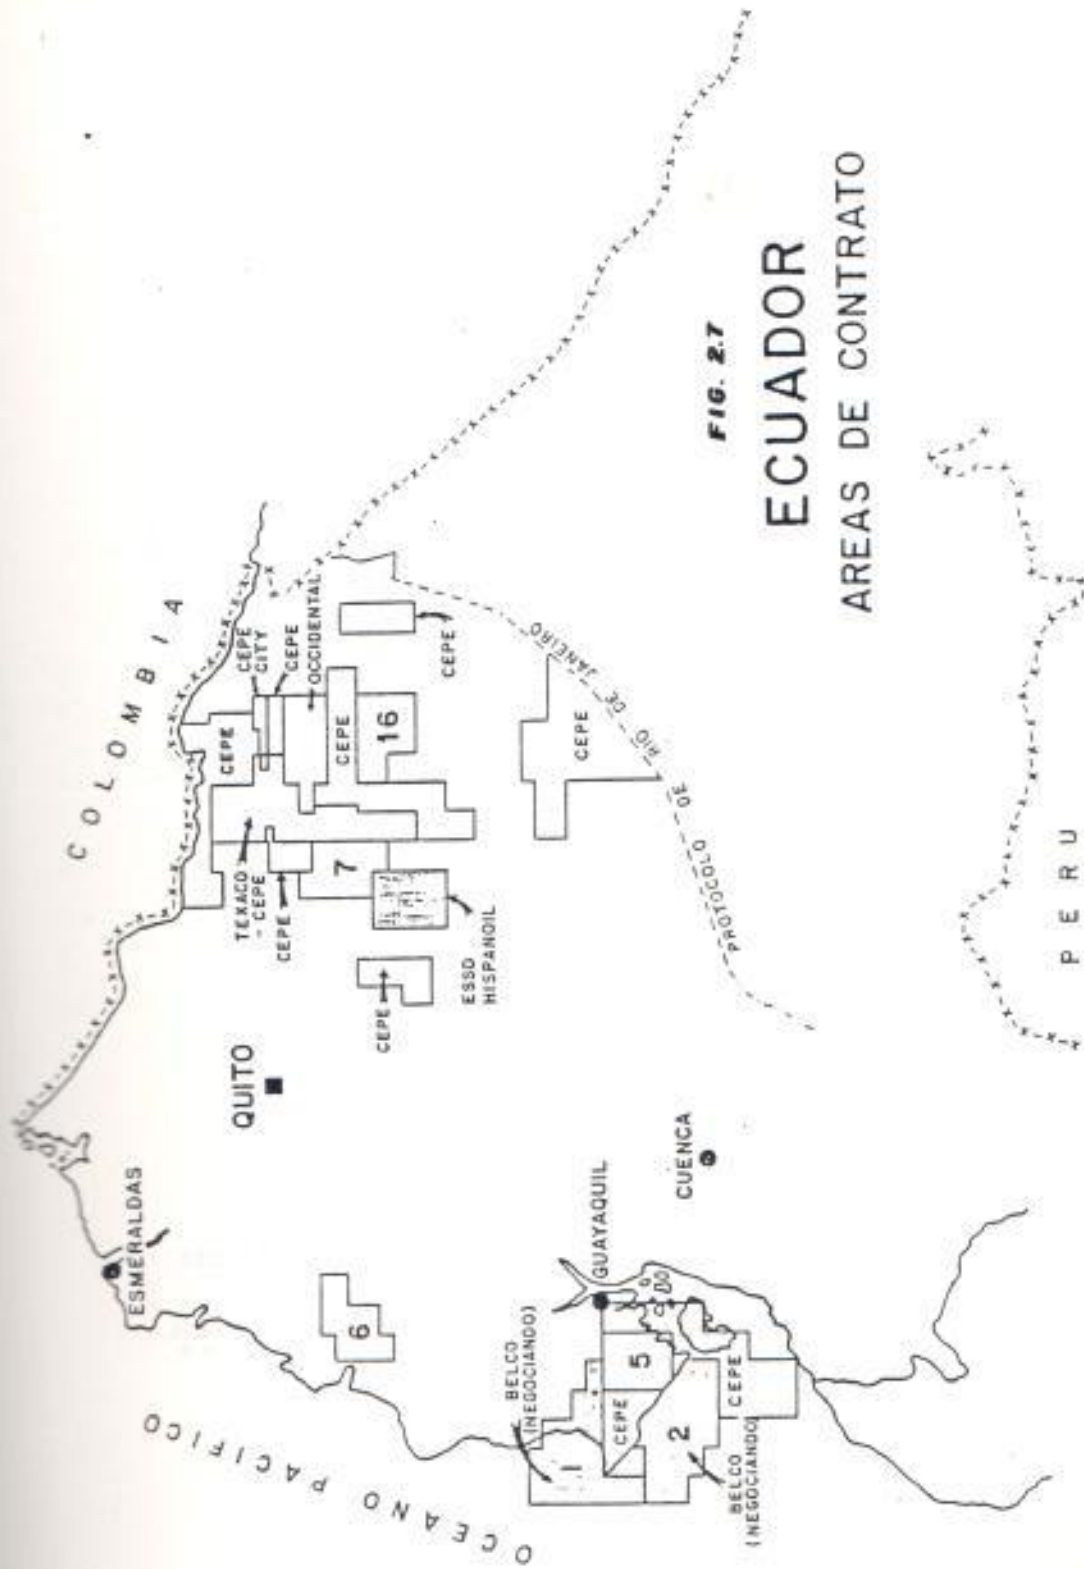 COLOMBIA
CEPE
CITY
CEPE
OCCIDENTAL
CEPE
CEPE
16
CEPE
TEXACO
- CEPE
CEPE
7
ESSO
HISPANOIL
CEPE
CEPE
PROTOCOLO DE RIO DE JANEIRO
QUITO
ESMERALDAS
6
OCEANO PACIFICO
BELCO
(NEGOCIANDO)
1
GUAYAQUIL
5
CEPE
2
CEPE
BELCO
(NEGOCIANDO)
CUENCA
PERU
FIG. 2.7
ECUADOR
AREAS DE CONTRATO